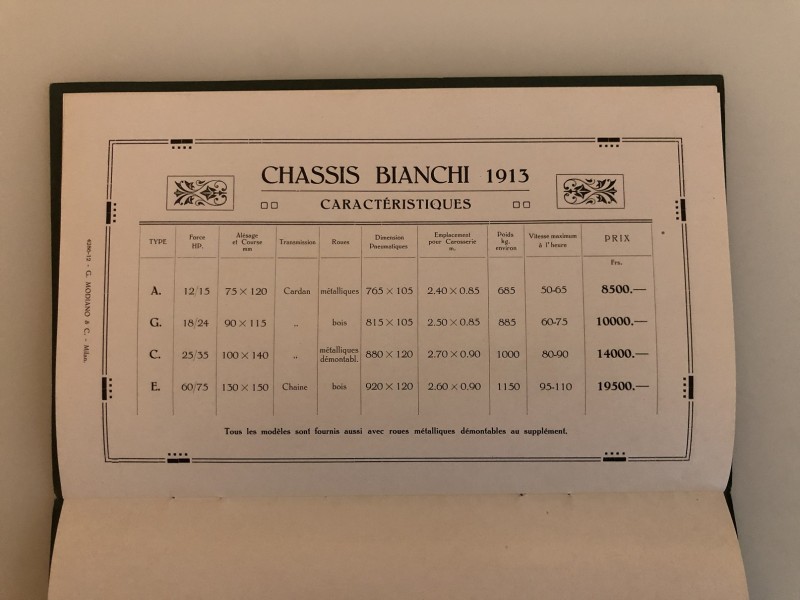 CHASSIS BIANCHI 1913
CARACTÉRISTIQUES
TYPE Force HP. Alésage et Course mm Transmission Roues Dimension Pneumatiques Emplacement pour Carosserie m. Poids kg. environ Vitesse maximum à l'heure PRIX
Frs.
A. 12/15 75 × 120 Cardan métalliques 765 × 105 2.40 × 0.85 685 50-65 8500.—
G. 18/24 90 × 115 „ bois 815 × 105 2.50 × 0.85 885 60-75 10000.—
C. 25/35 100 × 140 „ métalliques démontabl. 880 × 120 2.70 × 0.90 1000 80-90 14000.—
E. 60/75 130 × 150 Chaine bois 920 × 120 2.60 × 0.90 1150 95-110 19500.—
Tous les modèles sont fournis aussi avec roues métalliques démontables au supplément.
G. MODIANO & C. - Milan